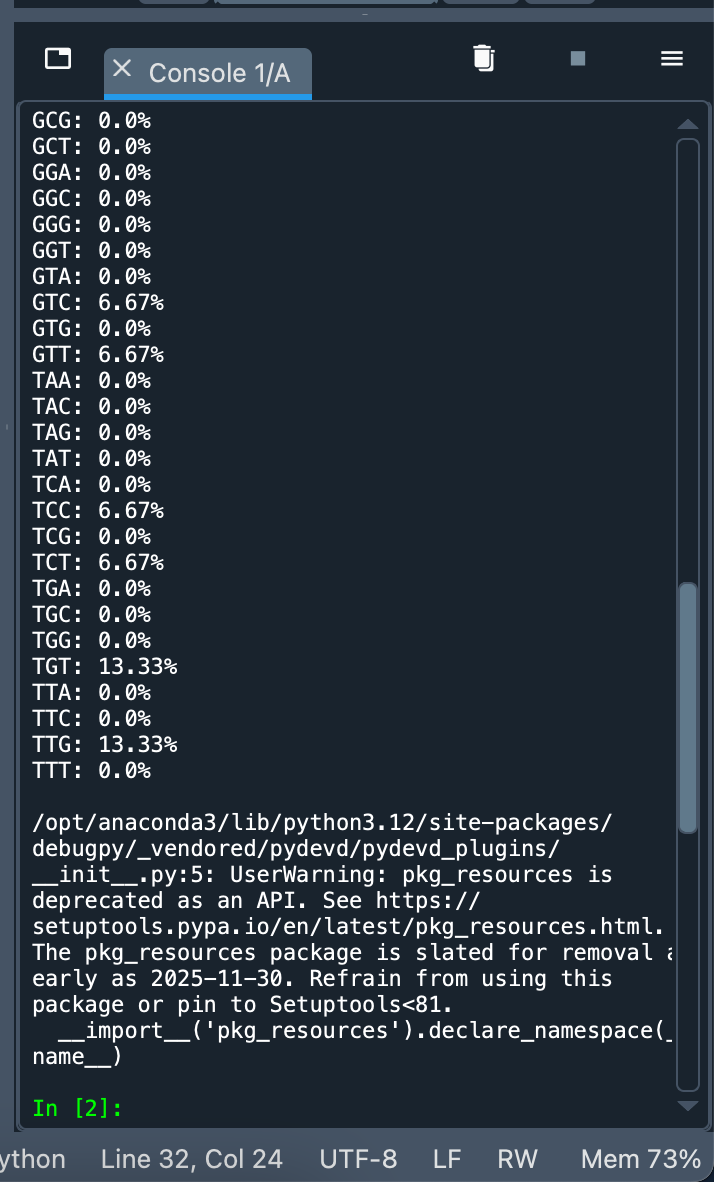 Console 1/A
GCG: 0.0%
GCT: 0.0%
GGA: 0.0%
GGC: 0.0%
GGG: 0.0%
GGT: 0.0%
GTA: 0.0%
GTC: 6.67%
GTG: 0.0%
GTT: 6.67%
TAA: 0.0%
TAC: 0.0%
TAG: 0.0%
TAT: 0.0%
TCA: 0.0%
TCC: 6.67%
TCG: 0.0%
TCT: 6.67%
TGA: 0.0%
TGC: 0.0%
TGG: 0.0%
TGT: 13.33%
TTA: 0.0%
TTC: 0.0%
TTG: 13.33%
TTT: 0.0%
/opt/anaconda3/lib/python3.12/site-packages/
debugpy/_vendored/pydevd/pydevd_plugins/
__init__.py:5: UserWarning: pkg_resources is
deprecated as an API. See https://
setuptools.pypa.io/en/latest/pkg_resources.html.
The pkg_resources package is slated for removal a
early as 2025-11-30. Refrain from using this
package or pin to Setuptools<81.
  __import__('pkg_resources').declare_namespace(_
name__)
In [2]:
ython Line 32, Col 24 UTF-8 LF RW Mem 73%